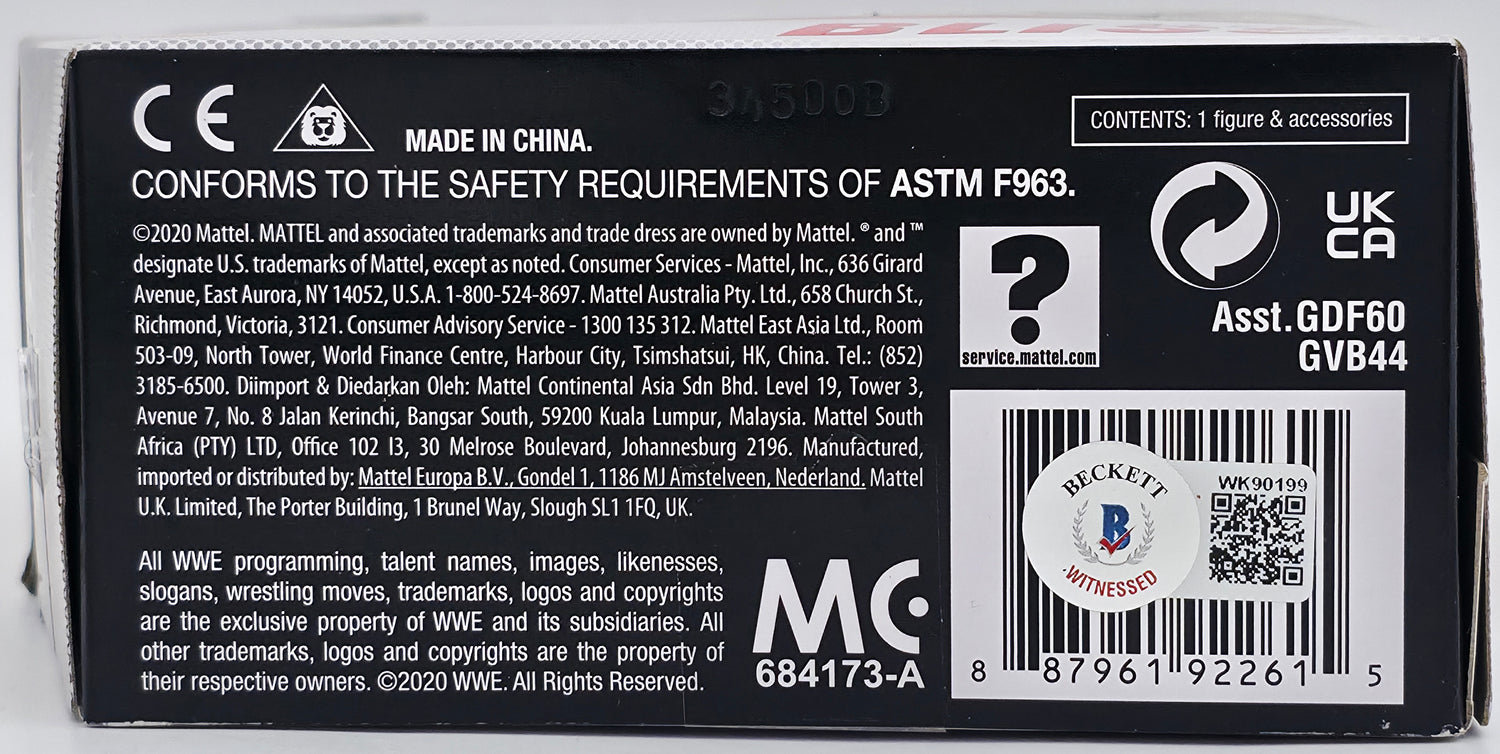 CE
MADE IN CHINA.
CONFORMS TO THE SAFETY REQUIREMENTS OF ASTM F963.
©2020 Mattel. MATTEL and associated trademarks and trade dress are owned by Mattel. ® and ™
designate U.S. trademarks of Mattel, except as noted. Consumer Services - Mattel, Inc., 636 Girard
Avenue, East Aurora, NY 14052, U.S.A. 1-800-524-8697. Mattel Australia Pty. Ltd., 658 Church St.,
Richmond, Victoria, 3121. Consumer Advisory Service - 1300 135 312. Mattel East Asia Ltd., Room
503-09, North Tower, World Finance Centre, Harbour City, Tsimshatsui, HK, China. Tel.: (852)
3185-6500. Diimport & Diedarkan Oleh: Mattel Continental Asia Sdn Bhd. Level 19, Tower 3,
Avenue 7, No. 8 Jalan Kerinchi, Bangsar South, 59200 Kuala Lumpur, Malaysia. Mattel South
Africa (PTY) LTD, Office 102 I3, 30 Melrose Boulevard, Johannesburg 2196. Manufactured,
imported or distributed by: Mattel Europa B.V., Gondel 1, 1186 MJ Amstelveen, Nederland. Mattel
U.K. Limited, The Porter Building, 1 Brunel Way, Slough SL1 1FQ, UK.
All WWE programming, talent names, images, likenesses,
slogans, wrestling moves, trademarks, logos and copyrights
are the exclusive property of WWE and its subsidiaries. All
other trademarks, logos and copyrights are the property of
their respective owners. ©2020 WWE. All Rights Reserved.
MC
684173-A
CONTENTS: 1 figure & accessories
?
service.mattel.com
UK
CA
Asst.GDF60
GVB44
BECKETT
B
WITNESSED
WK90199
8 87961 92261 5